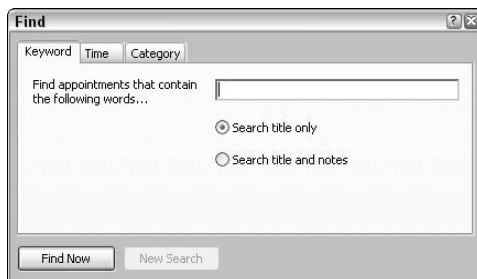 Find
Keyword Time Category
Find appointments that contain
the following words...
Search title only
Search title and notes
Find Now New Search